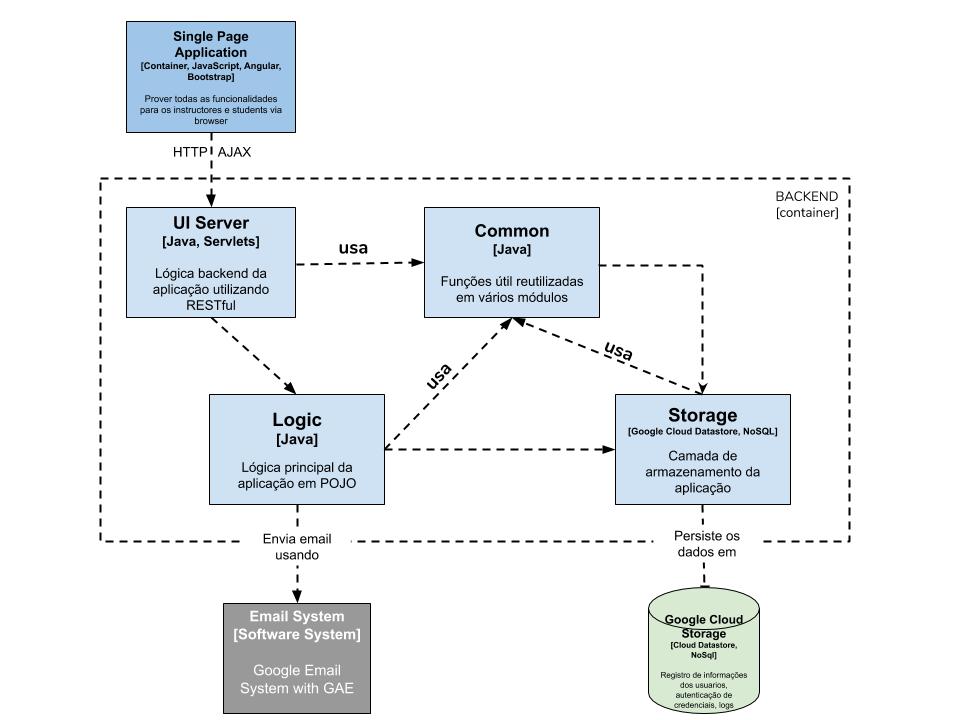 Single Page
Application
[Container, JavaScript, Angular,
Bootstrap]
Prover todas as funcionalidades
para os instructores e students via
browser
HTTP AJAX
BACKEND
[container]
UI Server
[Java, Servlets]
Lógica backend da
aplicação utilizando
RESTful
usa
Common
[Java]
Funções útil reutilizadas
em vários módulos
usa
usa
Logic
[Java]
Lógica principal da
aplicação em POJO
Storage
[Google Cloud Datastore, NoSQL]
Camada de
armazenamento da
aplicação
Envia email
usando
Persiste os
dados em
Email System
[Software System]
Google Email
System with GAE
Google Cloud
Storage
[Cloud Datastore,
NoSql]
Registro de informações
dos usuarios,
autenticação de
credenciais, logs